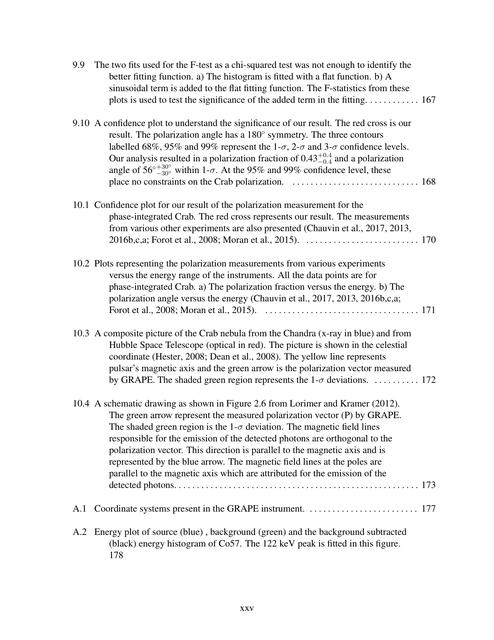 9.9 The two fits used for the F-test as a chi-squared test was not enough to identify the
better fitting function. a) The histogram is fitted with a flat function. b) A
sinusoidal term is added to the flat fitting function. The F-statistics from these
plots is used to test the significance of the added term in the fitting. . . . . . . . . . . . 167
9.10 A confidence plot to understand the significance of our result. The red cross is our
result. The polarization angle has a 180° symmetry. The three contours
labelled 68%, 95% and 99% represent the 1-σ, 2-σ and 3-σ confidence levels.
Our analysis resulted in a polarization fraction of 0.43^{+0.4}_{−0.4} and a polarization
angle of 56°^{+30°}_{−30°} within 1-σ. At the 95% and 99% confidence level, these
place no constraints on the Crab polarization. . . . . . . . . . . . . . . . . . . . . . . . . . . . . 168
10.1 Confidence plot for our result of the polarization measurement for the
phase-integrated Crab. The red cross represents our result. The measurements
from various other experiments are also presented (Chauvin et al., 2017, 2013,
2016b,c,a; Forot et al., 2008; Moran et al., 2015). . . . . . . . . . . . . . . . . . . . . . . . . . . 170
10.2 Plots representing the polarization measurements from various experiments
versus the energy range of the instruments. All the data points are for
phase-integrated Crab. a) The polarization fraction versus the energy. b) The
polarization angle versus the energy (Chauvin et al., 2017, 2013, 2016b,c,a;
Forot et al., 2008; Moran et al., 2015). . . . . . . . . . . . . . . . . . . . . . . . . . . . . . . . . . . . 171
10.3 A composite picture of the Crab nebula from the Chandra (x-ray in blue) and from
Hubble Space Telescope (optical in red). The picture is shown in the celestial
coordinate (Hester, 2008; Dean et al., 2008). The yellow line represents
pulsar's magnetic axis and the green arrow is the polarization vector measured
by GRAPE. The shaded green region represents the 1-σ deviations. . . . . . . . . . . 172
10.4 A schematic drawing as shown in Figure 2.6 from Lorimer and Kramer (2012).
The green arrow represent the measured polarization vector (P) by GRAPE.
The shaded green region is the 1-σ deviation. The magnetic field lines
responsible for the emission of the detected photons are orthogonal to the
polarization vector. This direction is parallel to the magnetic axis and is
represented by the blue arrow. The magnetic field lines at the poles are
parallel to the magnetic axis which are attributed for the emission of the
detected photons. . . . . . . . . . . . . . . . . . . . . . . . . . . . . . . . . . . . . . . . . . . . . . . . . . . . . . . 173
A.1 Coordinate systems present in the GRAPE instrument. . . . . . . . . . . . . . . . . . . . . . . . . 177
A.2 Energy plot of source (blue) , background (green) and the background subtracted
(black) energy histogram of Co57. The 122 keV peak is fitted in this figure.
178
xxv